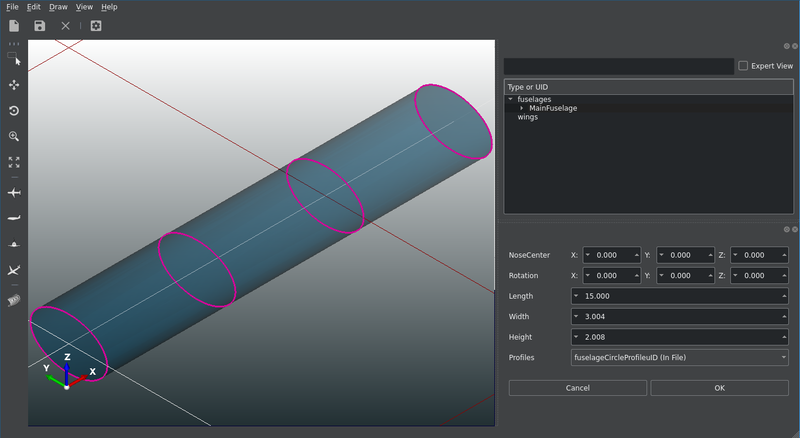 File Edit Draw View Help
Expert View
Type or UID
fuselages
MainFuselage
wings
NoseCenter X: 0.000 Y: 0.000 Z: 0.000
Rotation X: 0.000 Y: 0.000 Z: 0.000
Length 15.000
Width 3.004
Height 2.008
Profiles fuselageCircleProfileuID (In File)
Cancel OK
Z
Y X